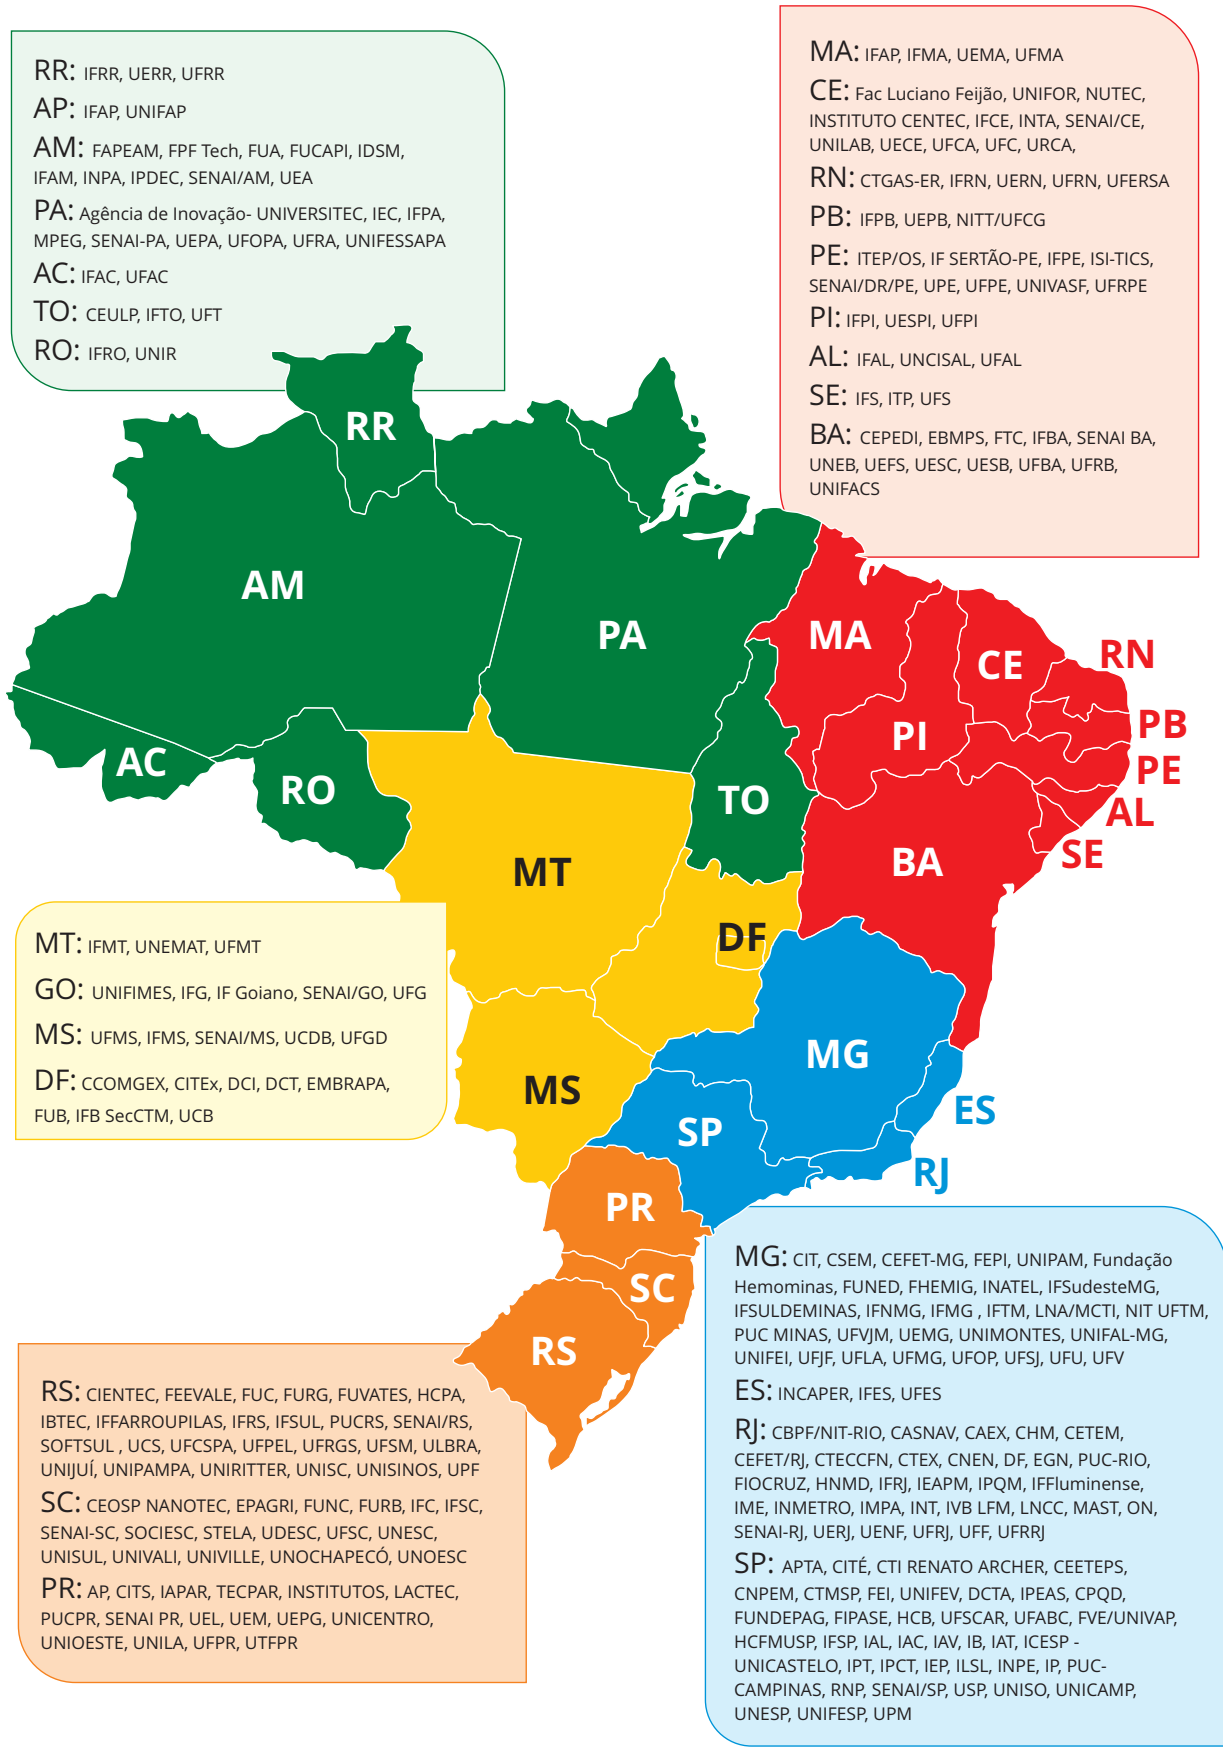 RR: IFRR, UERR, UFRR
AP: IFAP, UNIFAP
AM: FAPEAM, FPF Tech, FUA, FUCAPI, IDSM,
IFAM, INPA, IPDEC, SENAI/AM, UEA
PA: Agência de Inovação- UNIVERSITEC, IEC, IFPA,
MPEG, SENAI-PA, UEPA, UFOPA, UFRA, UNIFESSAPA
AC: IFAC, UFAC
TO: CEULP, IFTO, UFT
RO: IFRO, UNIR
MA: IFAP, IFMA, UEMA, UFMA
CE: Fac Luciano Feijão, UNIFOR, NUTEC,
INSTITUTO CENTEC, IFCE, INTA, SENAI/CE,
UNILAB, UECE, UFCA, UFC, URCA,
RN: CTGAS-ER, IFRN, UERN, UFRN, UFERSA
PB: IFPB, UEPB, NITT/UFCG
PE: ITEP/OS, IF SERTÃO-PE, IFPE, ISI-TICS,
SENAI/DR/PE, UPE, UFPE, UNIVASF, UFRPE
PI: IFPI, UESPI, UFPI
AL: IFAL, UNCISAL, UFAL
SE: IFS, ITP, UFS
BA: CEPEDI, EBMPS, FTC, IFBA, SENAI BA,
UNEB, UEFS, UESC, UESB, UFBA, UFRB,
UNIFACS
RR
AM
PA
MA
CE
RN
PB
PI
PE
AC
RO
TO
AL
SE
BA
MT
DF
MG
MS
ES
SP
RJ
PR
SC
RS
MT: IFMT, UNEMAT, UFMT
GO: UNIFIMES, IFG, IF Goiano, SENAI/GO, UFG
MS: UFMS, IFMS, SENAI/MS, UCDB, UFGD
DF: CCOMGEX, CITEx, DCI, DCT, EMBRAPA,
FUB, IFB SecCTM, UCB
MG: CIT, CSEM, CEFET-MG, FEPI, UNIPAM, Fundação
Hemominas, FUNED, FHEMIG, INATEL, IFSudesteMG,
IFSULDEMINAS, IFNMG, IFMG , IFTM, LNA/MCTI, NIT UFTM,
PUC MINAS, UFVJM, UEMG, UNIMONTES, UNIFAL-MG,
UNIFEI, UFJF, UFLA, UFMG, UFOP, UFSJ, UFU, UFV
ES: INCAPER, IFES, UFES
RJ: CBPF/NIT-RIO, CASNAV, CAEX, CHM, CETEM,
CEFET/RJ, CTECCFN, CTEX, CNEN, DF, EGN, PUC-RIO,
FIOCRUZ, HNMD, IFRJ, IEAPM, IPQM, IFFluminense,
IME, INMETRO, IMPA, INT, IVB LFM, LNCC, MAST, ON,
SENAI-RJ, UERJ, UENF, UFRJ, UFF, UFRRJ
SP: APTA, CITÉ, CTI RENATO ARCHER, CEETEPS,
CNPEM, CTMSP, FEI, UNIFEV, DCTA, IPEAS, CPQD,
FUNDEPAG, FIPASE, HCB, UFSCAR, UFABC, FVE/UNIVAP,
HCFMUSP, IFSP, IAL, IAC, IAV, IB, IAT, ICESP -
UNICASTELO, IPT, IPCT, IEP, ILSL, INPE, IP, PUC-
CAMPINAS, RNP, SENAI/SP, USP, UNISO, UNICAMP,
UNESP, UNIFESP, UPM
RS: CIENTEC, FEEVALE, FUC, FURG, FUVATES, HCPA,
IBTEC, IFFARROUPILAS, IFRS, IFSUL, PUCRS, SENAI/RS,
SOFTSUL , UCS, UFCSPA, UFPEL, UFRGS, UFSM, ULBRA,
UNIJUÍ, UNIPAMPA, UNIRITTER, UNISC, UNISINOS, UPF
SC: CEOSP NANOTEC, EPAGRI, FUNC, FURB, IFC, IFSC,
SENAI-SC, SOCIESC, STELA, UDESC, UFSC, UNESC,
UNISUL, UNIVALI, UNIVILLE, UNOCHAPECÓ, UNOESC
PR: AP, CITS, IAPAR, TECPAR, INSTITUTOS, LACTEC,
PUCPR, SENAI PR, UEL, UEM, UEPG, UNICENTRO,
UNIOESTE, UNILA, UFPR, UTFPR